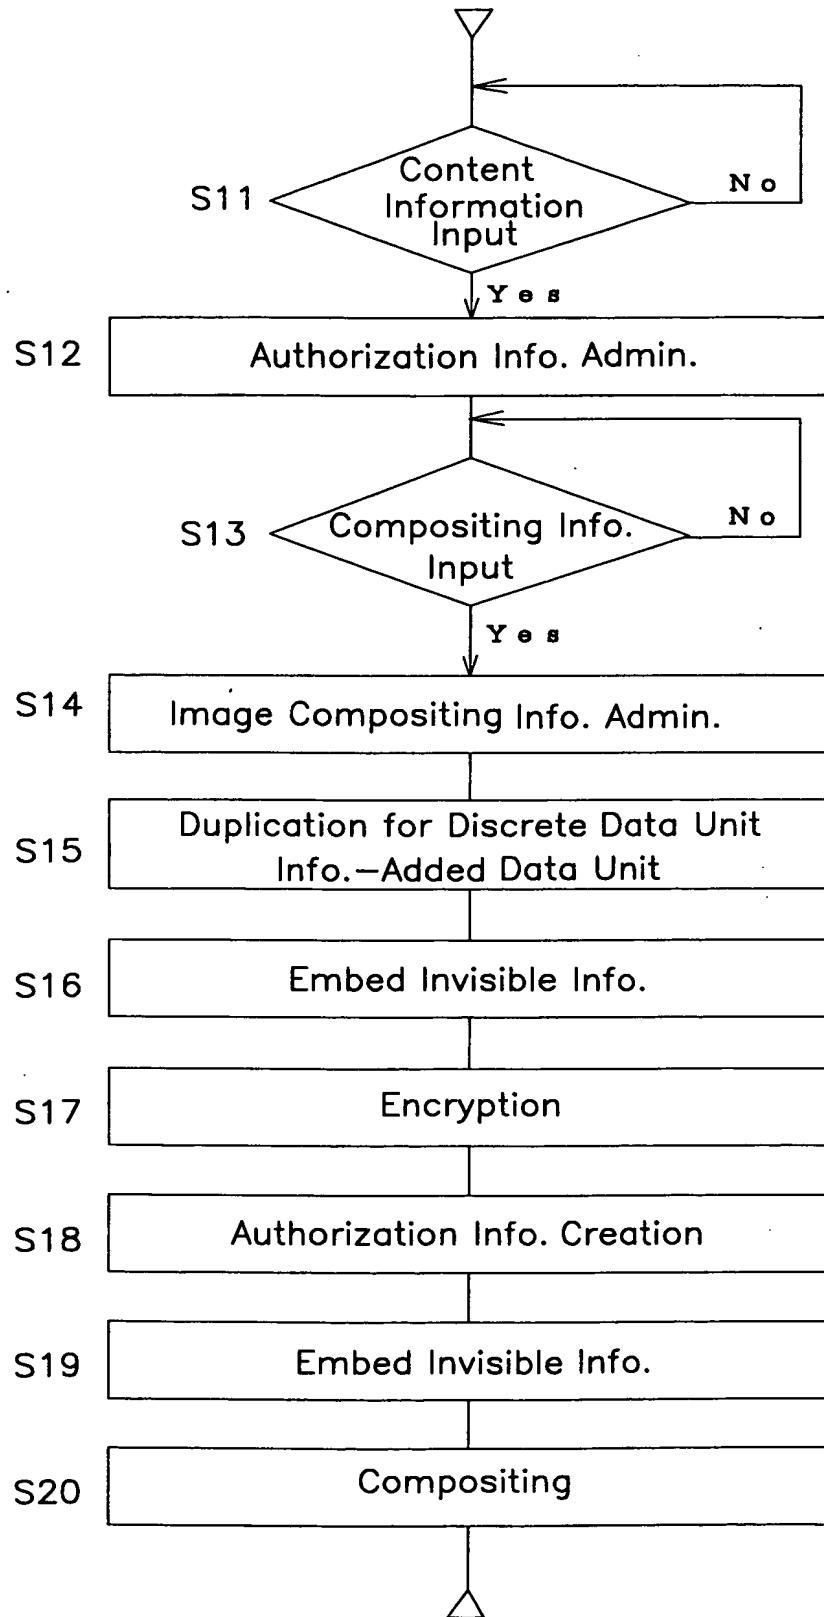 Content
Information
Input
S11
No
Yes
S12
Authorization Info. Admin.
S13
Compositing Info.
Input
No
Yes
S14
Image Compositing Info. Admin.
S15
Duplication for Discrete Data Unit
Info.-Added Data Unit
S16
Embed Invisible Info.
S17
Encryption
S18
Authorization Info. Creation
S19
Embed Invisible Info.
S20
Compositing